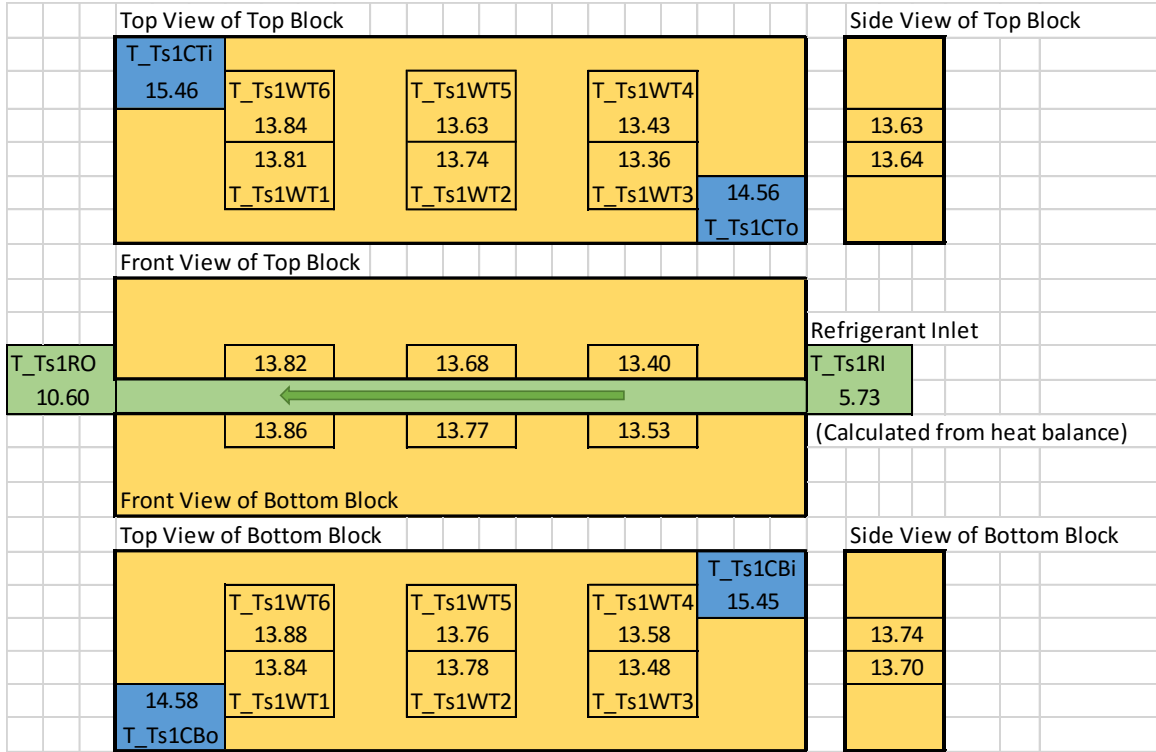 Top View of Top Block Side View of Top Block
T_Ts1CTi
15.46 T_Ts1WT6 T_Ts1WT5 T_Ts1WT4
13.84 13.63 13.43 13.63
13.81 13.74 13.36 13.64
T_Ts1WT1 T_Ts1WT2 T_Ts1WT3 14.56
T_Ts1CTo
Front View of Top Block
Refrigerant Inlet
T_Ts1RO 13.82 13.68 13.40 T_Ts1RI
10.60 5.73
13.86 13.77 13.53 (Calculated from heat balance)
Front View of Bottom Block
Top View of Bottom Block Side View of Bottom Block
T_Ts1CBi
T_Ts1WT6 T_Ts1WT5 T_Ts1WT4 15.45
13.88 13.76 13.58 13.74
13.84 13.78 13.48 13.70
14.58 T_Ts1WT1 T_Ts1WT2 T_Ts1WT3
T_Ts1CBo